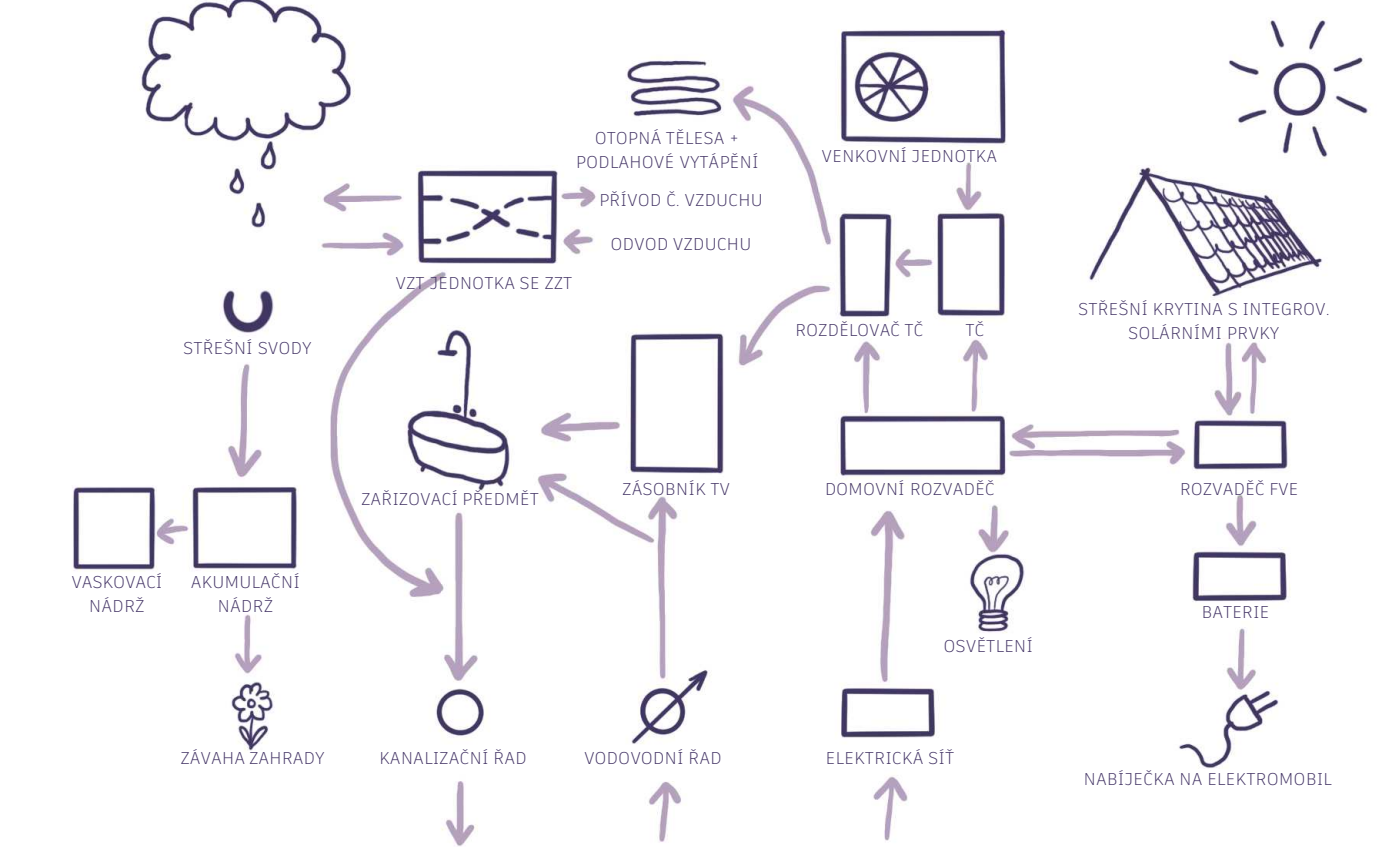 OTOPNÁ TĚLESA +
PODLAHOVÉ VYTÁPĚNÍ
VENKOVNÍ JEDNOTKA
PŘÍVOD Č. VZDUCHU
ODVOD VZDUCHU
VZT JEDNOTKA SE ZZT
STŘEŠNÍ KRYTINA S INTEGROV.
SOLÁRNÍMI PRVKY
ROZDĚLOVAČ TČ
TČ
STŘEŠNÍ SVODY
ZAŘIZOVACÍ PŘEDMĚT
ZÁSOBNÍK TV
DOMOVNÍ ROZVADĚČ
ROZVADĚČ FVE
VASKOVACÍ
NÁDRŽ
AKUMULAČNÍ
NÁDRŽ
BATERIE
OSVĚTLENÍ
ZÁVAHA ZAHRADY
KANALIZAČNÍ ŘAD
VODOVODNÍ ŘAD
ELEKTRICKÁ SÍŤ
NABÍJEČKA NA ELEKTROMOBIL